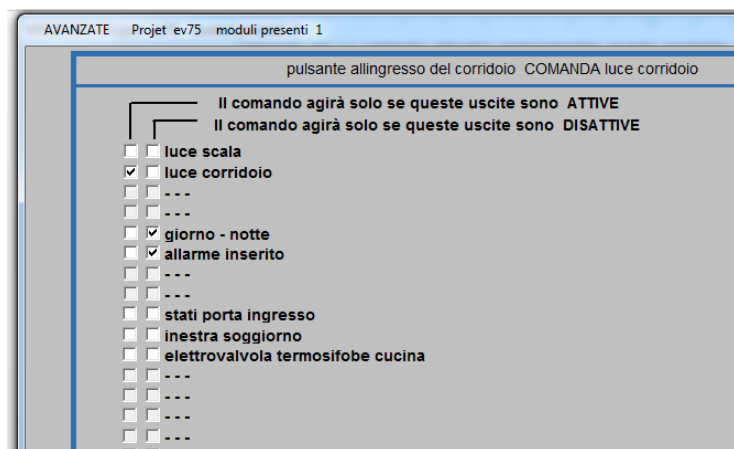 AVANZATE Projet ev75 moduli presenti 1
pulsante allingresso del corridoio COMANDA luce corridoio
Il comando agirà solo se queste uscite sono ATTIVE
Il comando agirà solo se queste uscite sono DISATTIVE
luce scala
luce corridoio
- - -
- - -
giorno - notte
allarme inserito
- - -
- - -
stati porta ingresso
inestra soggiorno
elettrovalvola termosifobe cucina
- - -
- - -
- - -
- - -